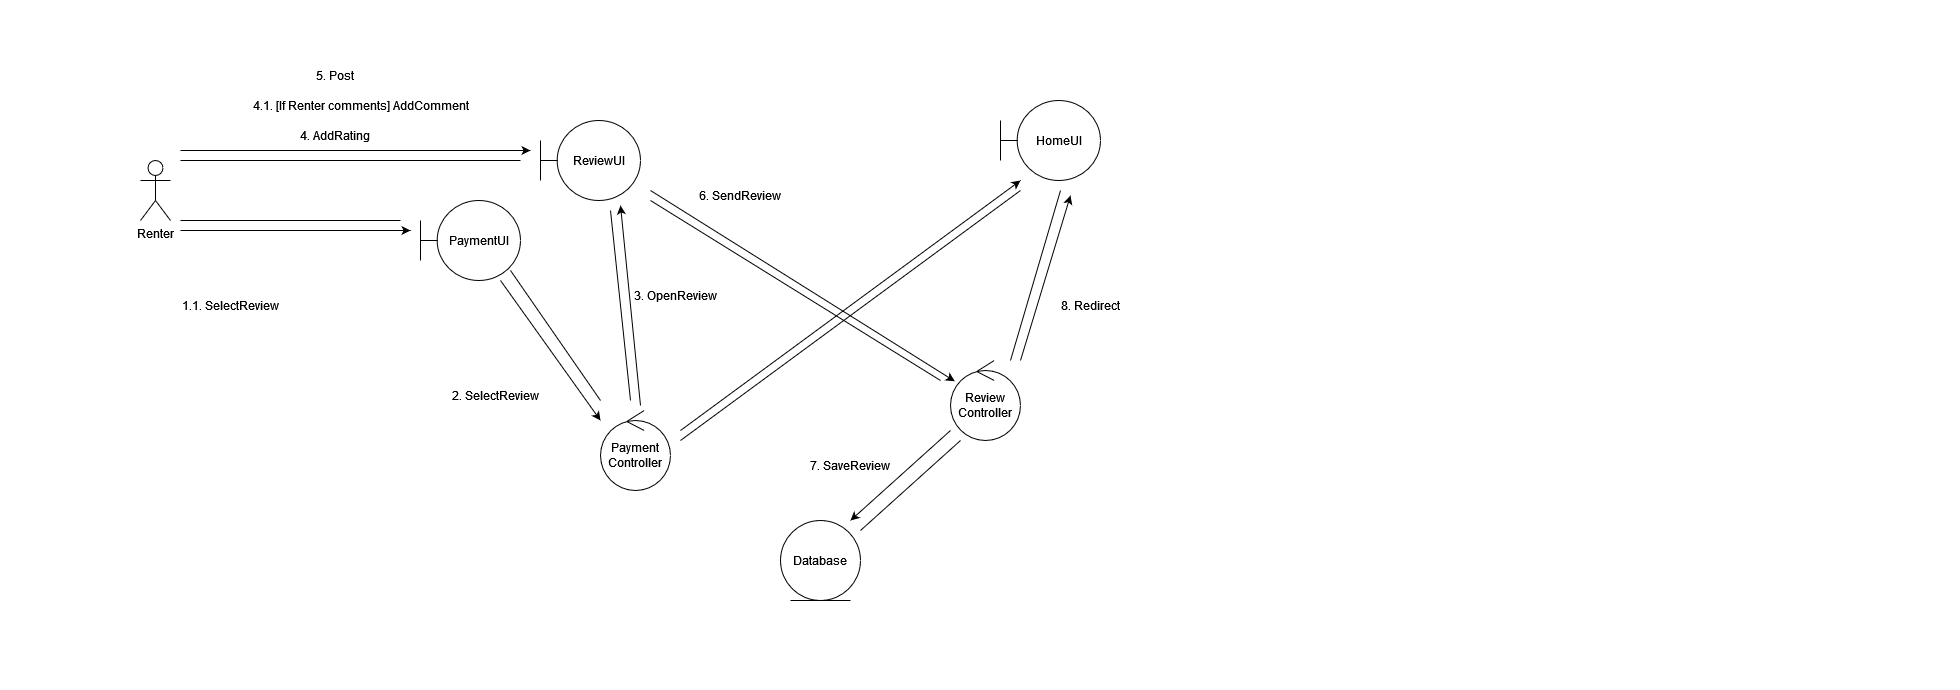 5. Post
4.1. [If Renter comments] AddComment
4. AddRating
ReviewUI
HomeUI
6. SendReview
Renter
PaymentUI
1.1. SelectReview
3. OpenReview
8. Redirect
2. SelectReview
Review
Controller
Payment
Controller
7. SaveReview
Database